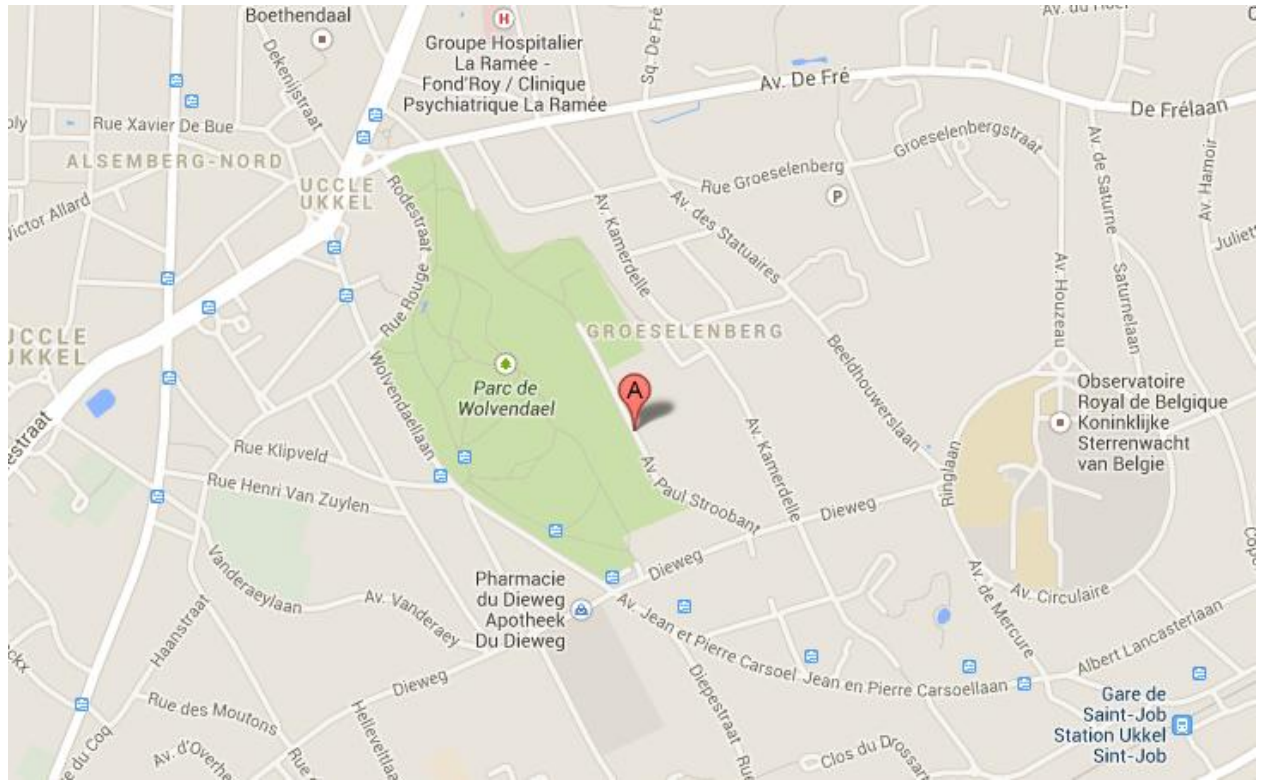 Boethendaal
Groupe Hospitalier
La Ramée -
Fond'Roy / Clinique
Psychiatrique La Ramée
Sq. De Fré
Av. De Fré
De Frélaan
Dekenijstraat
Rue Xavier De Bue
ALSEMBERG-NORD
UCCLE
UKKEL
Victor Allard
Rodestraat
Rue Rouge
Groeselenbergstraat
Rue Groeselenberg
P
Av. des Statuaires
Av. Kamerdelle
Av. de Saturne
Av. Hamoir
Saturnelaan
Av. Houzeau
GROESELENBERG
UCCLE
UKKEL
Parc de
Wolvendael
A
Wolvendaellaan
Beeldhouwerslaan
Observatoire
Royal de Belgique
Koninklijke
Sterrenwacht
van Belgie
Rue Klipveld
Rue Henri Van Zuylen
Av. Paul Stroobant
Av. Kamerdelle
Dieweg
Ringlaan
Vanderaeylaan
Av. Vanderaey
Haanstraat
Dieweg
Pharmacie
du Dieweg
Apotheek
Du Dieweg
Av. de Mercure
Av. Circulaire
Av. Jean et Pierre Carsoel
Jean en Pierre Carsoellaan
Albert Lancasterlaan
Dieweg
Diepestraat
Rue des Moutons
Helleveltlaan
Clos du Drossart
Gare de
Saint-Job
Station Ukkel
Sint-Job